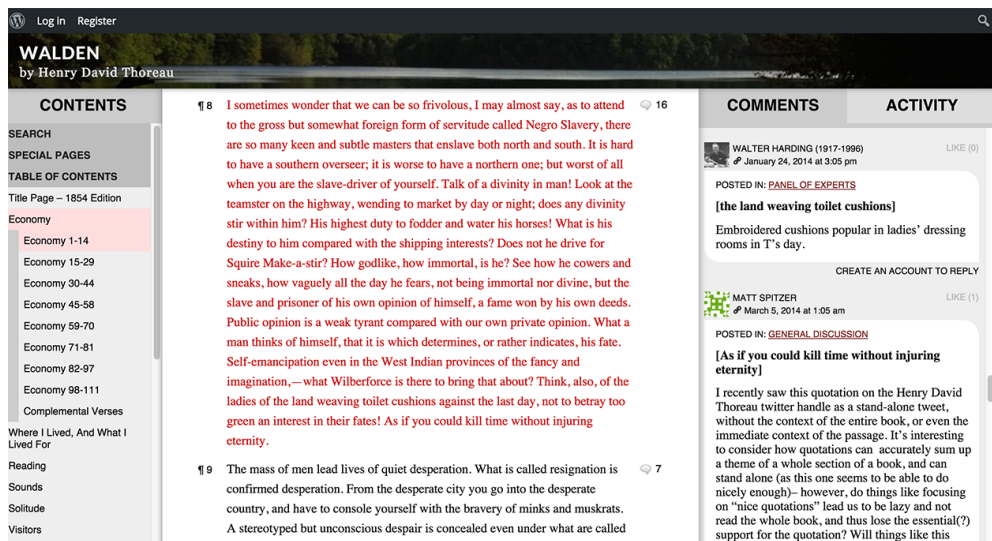 Log in Register
WALDEN
by Henry David Thoreau
CONTENTS
SEARCH
SPECIAL PAGES
TABLE OF CONTENTS
Title Page – 1854 Edition
Economy
Economy 1-14
Economy 15-29
Economy 30-44
Economy 45-58
Economy 59-70
Economy 71-81
Economy 82-97
Economy 98-111
Complemental Verses
Where I Lived, And What I
Lived For
Reading
Sounds
Solitude
Visitors
¶ 8 I sometimes wonder that we can be so frivolous, I may almost say, as to attend 16
to the gross but somewhat foreign form of servitude called Negro Slavery, there
are so many keen and subtle masters that enslave both north and south. It is hard
to have a southern overseer; it is worse to have a northern one; but worst of all
when you are the slave-driver of yourself. Talk of a divinity in man! Look at the
teamster on the highway, wending to market by day or night; does any divinity
stir within him? His highest duty to fodder and water his horses! What is his
destiny to him compared with the shipping interests? Does not he drive for
Squire Make-a-stir? How godlike, how immortal, is he? See how he cowers and
sneaks, how vaguely all the day he fears, not being immortal nor divine, but the
slave and prisoner of his own opinion of himself, a fame won by his own deeds.
Public opinion is a weak tyrant compared with our own private opinion. What a
man thinks of himself, that it is which determines, or rather indicates, his fate.
Self-emancipation even in the West Indian provinces of the fancy and
imagination,—what Wilberforce is there to bring that about? Think, also, of the
ladies of the land weaving toilet cushions against the last day, not to betray too
green an interest in their fates! As if you could kill time without injuring
eternity.
¶ 9 The mass of men lead lives of quiet desperation. What is called resignation is 7
confirmed desperation. From the desperate city you go into the desperate
country, and have to console yourself with the bravery of minks and muskrats.
A stereotyped but unconscious despair is concealed even under what are called
COMMENTS ACTIVITY
WALTER HARDING (1917-1996) LIKE (0)
January 24, 2014 at 3:05 pm
POSTED IN: PANEL OF EXPERTS
[the land weaving toilet cushions]
Embroidered cushions popular in ladies’ dressing
rooms in T’s day.
CREATE AN ACCOUNT TO REPLY
MATT SPITZER LIKE (1)
March 5, 2014 at 1:05 am
POSTED IN: GENERAL DISCUSSION
[As if you could kill time without injuring
eternity]
I recently saw this quotation on the Henry David
Thoreau twitter handle as a stand-alone tweet,
without the context of the entire book, or even the
immediate context of the passage. It’s interesting
to consider how quotations can accurately sum up
a theme of a whole section of a book, and can
stand alone (as this one seems to be able to do
nicely enough)– however, do things like focusing
on “nice quotations” lead us to be lazy and not
read the whole book, and thus lose the essential(?)
support for the quotation? Will things like this